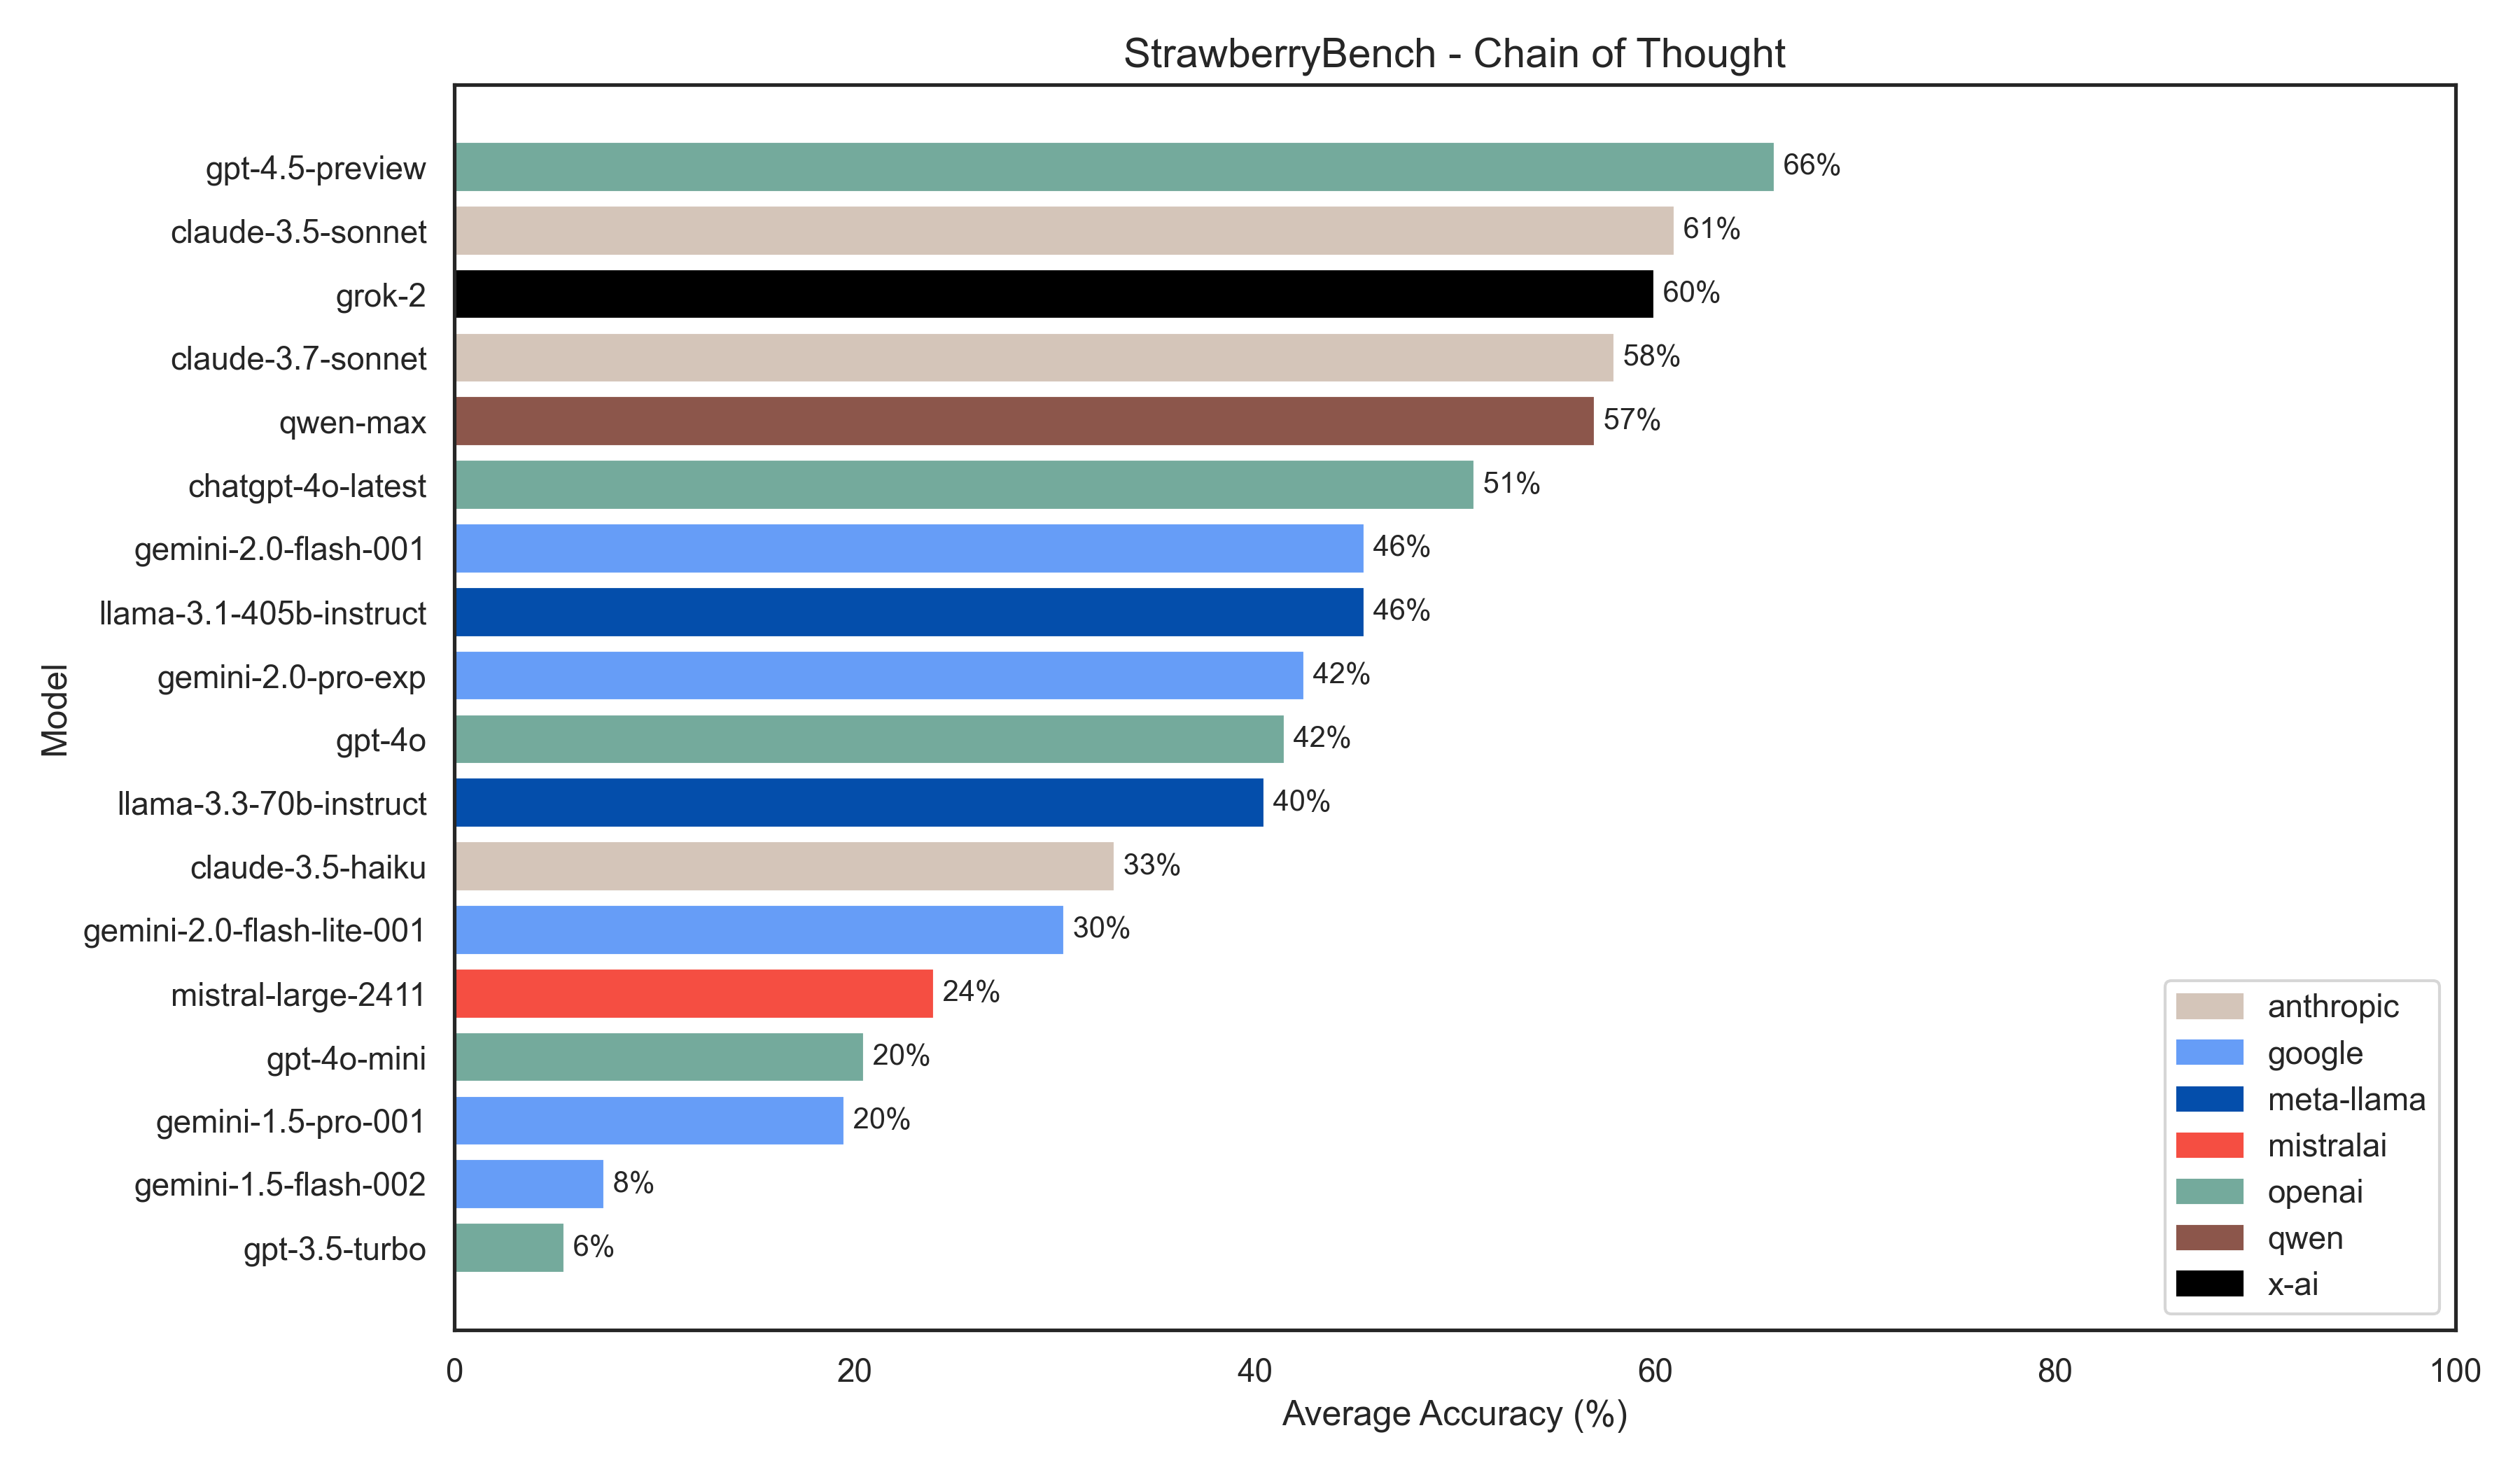 StrawberryBench - Chain of Thought
Model
gpt-4.5-preview 66%
claude-3.5-sonnet 61%
grok-2 60%
claude-3.7-sonnet 58%
qwen-max 57%
chatgpt-4o-latest 51%
gemini-2.0-flash-001 46%
llama-3.1-405b-instruct 46%
gemini-2.0-pro-exp 42%
gpt-4o 42%
llama-3.3-70b-instruct 40%
claude-3.5-haiku 33%
gemini-2.0-flash-lite-001 30%
mistral-large-2411 24%
gpt-4o-mini 20%
gemini-1.5-pro-001 20%
gemini-1.5-flash-002 8%
gpt-3.5-turbo 6%
anthropic
google
meta-llama
mistralai
openai
qwen
x-ai
0 20 40 60 80 100
Average Accuracy (%)